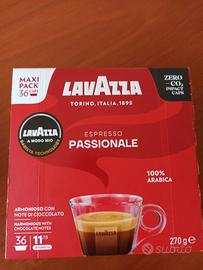 MAXI
PACK
36 CAPS
LAVAZZA
TORINO, ITALIA, 1895
ZERO
CO₂
IMPACT
CAPS
LAVAZZA
A MODO MIO
ESPRESSO
PASSIONALE
100%
ARABICA
ARMONIOSO CON
NOTE DI CIOCCOLATO
HARMONIOUS WITH
CHOCOLATE NOTES
36
11
270 g
Subito